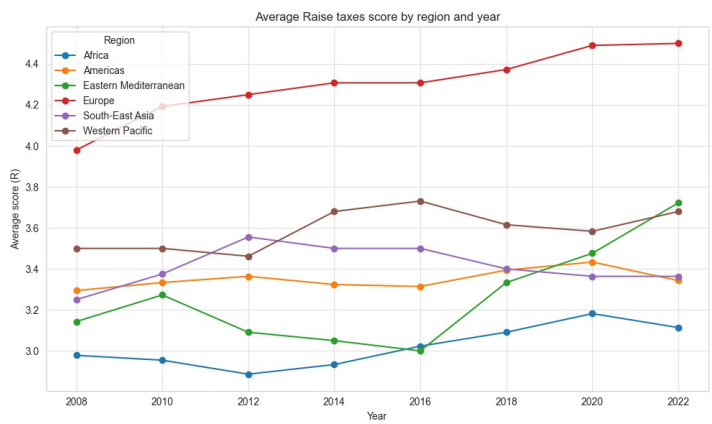 Average Raise taxes score by region and year
Region
Africa
Americas
Eastern Mediterranean
Europe
South-East Asia
Western Pacific
4.4
4.2
4.0
3.8
3.6
3.4
3.2
3.0
Average score (R)
2008 2010 2012 2014 2016 2018 2020 2022
Year